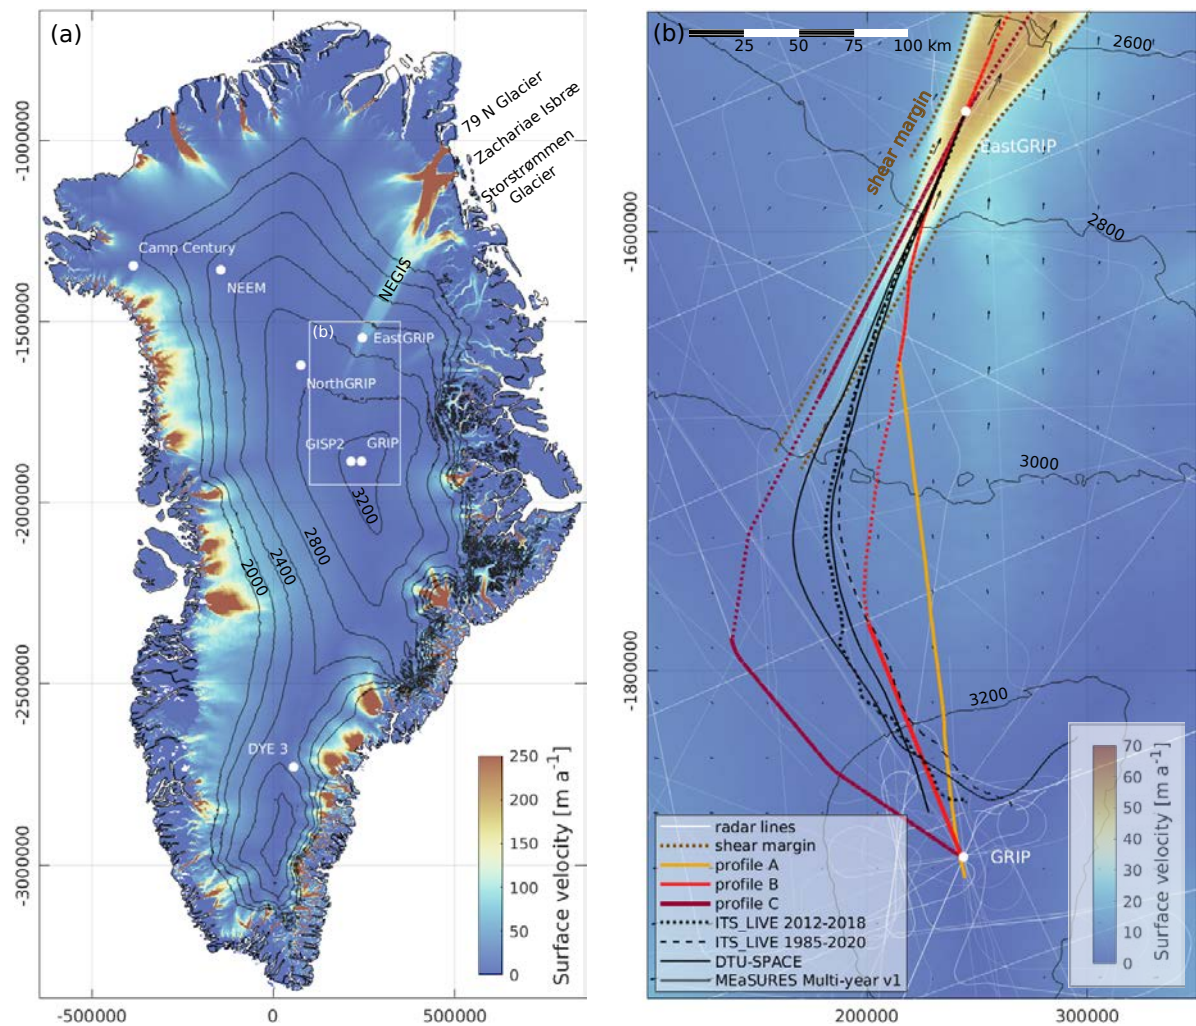 (a)
79 N Glacier
Zachariae Isbræ
Storstrømmen
Glacier
Camp Century
NEEM
NEGIS
(b)
EastGRIP
NorthGRIP
GISP2
GRIP
3200
2800
2400
2000
DYE 3
250
200
150
100
50
0
Surface velocity [m a⁻¹]
-1000000
-1500000
-2000000
-2500000
-3000000
-500000
0
500000
(b)
25
50
75
100 km
2600
shear margin
EastGRIP
2800
3000
3200
GRIP
-1600000
-1800000
200000
300000
radar lines
shear margin
profile A
profile B
profile C
ITS_LIVE 2012-2018
ITS_LIVE 1985-2020
DTU-SPACE
MEaSURES Multi-year v1
70
60
50
40
30
20
10
0
Surface velocity [m a⁻¹]